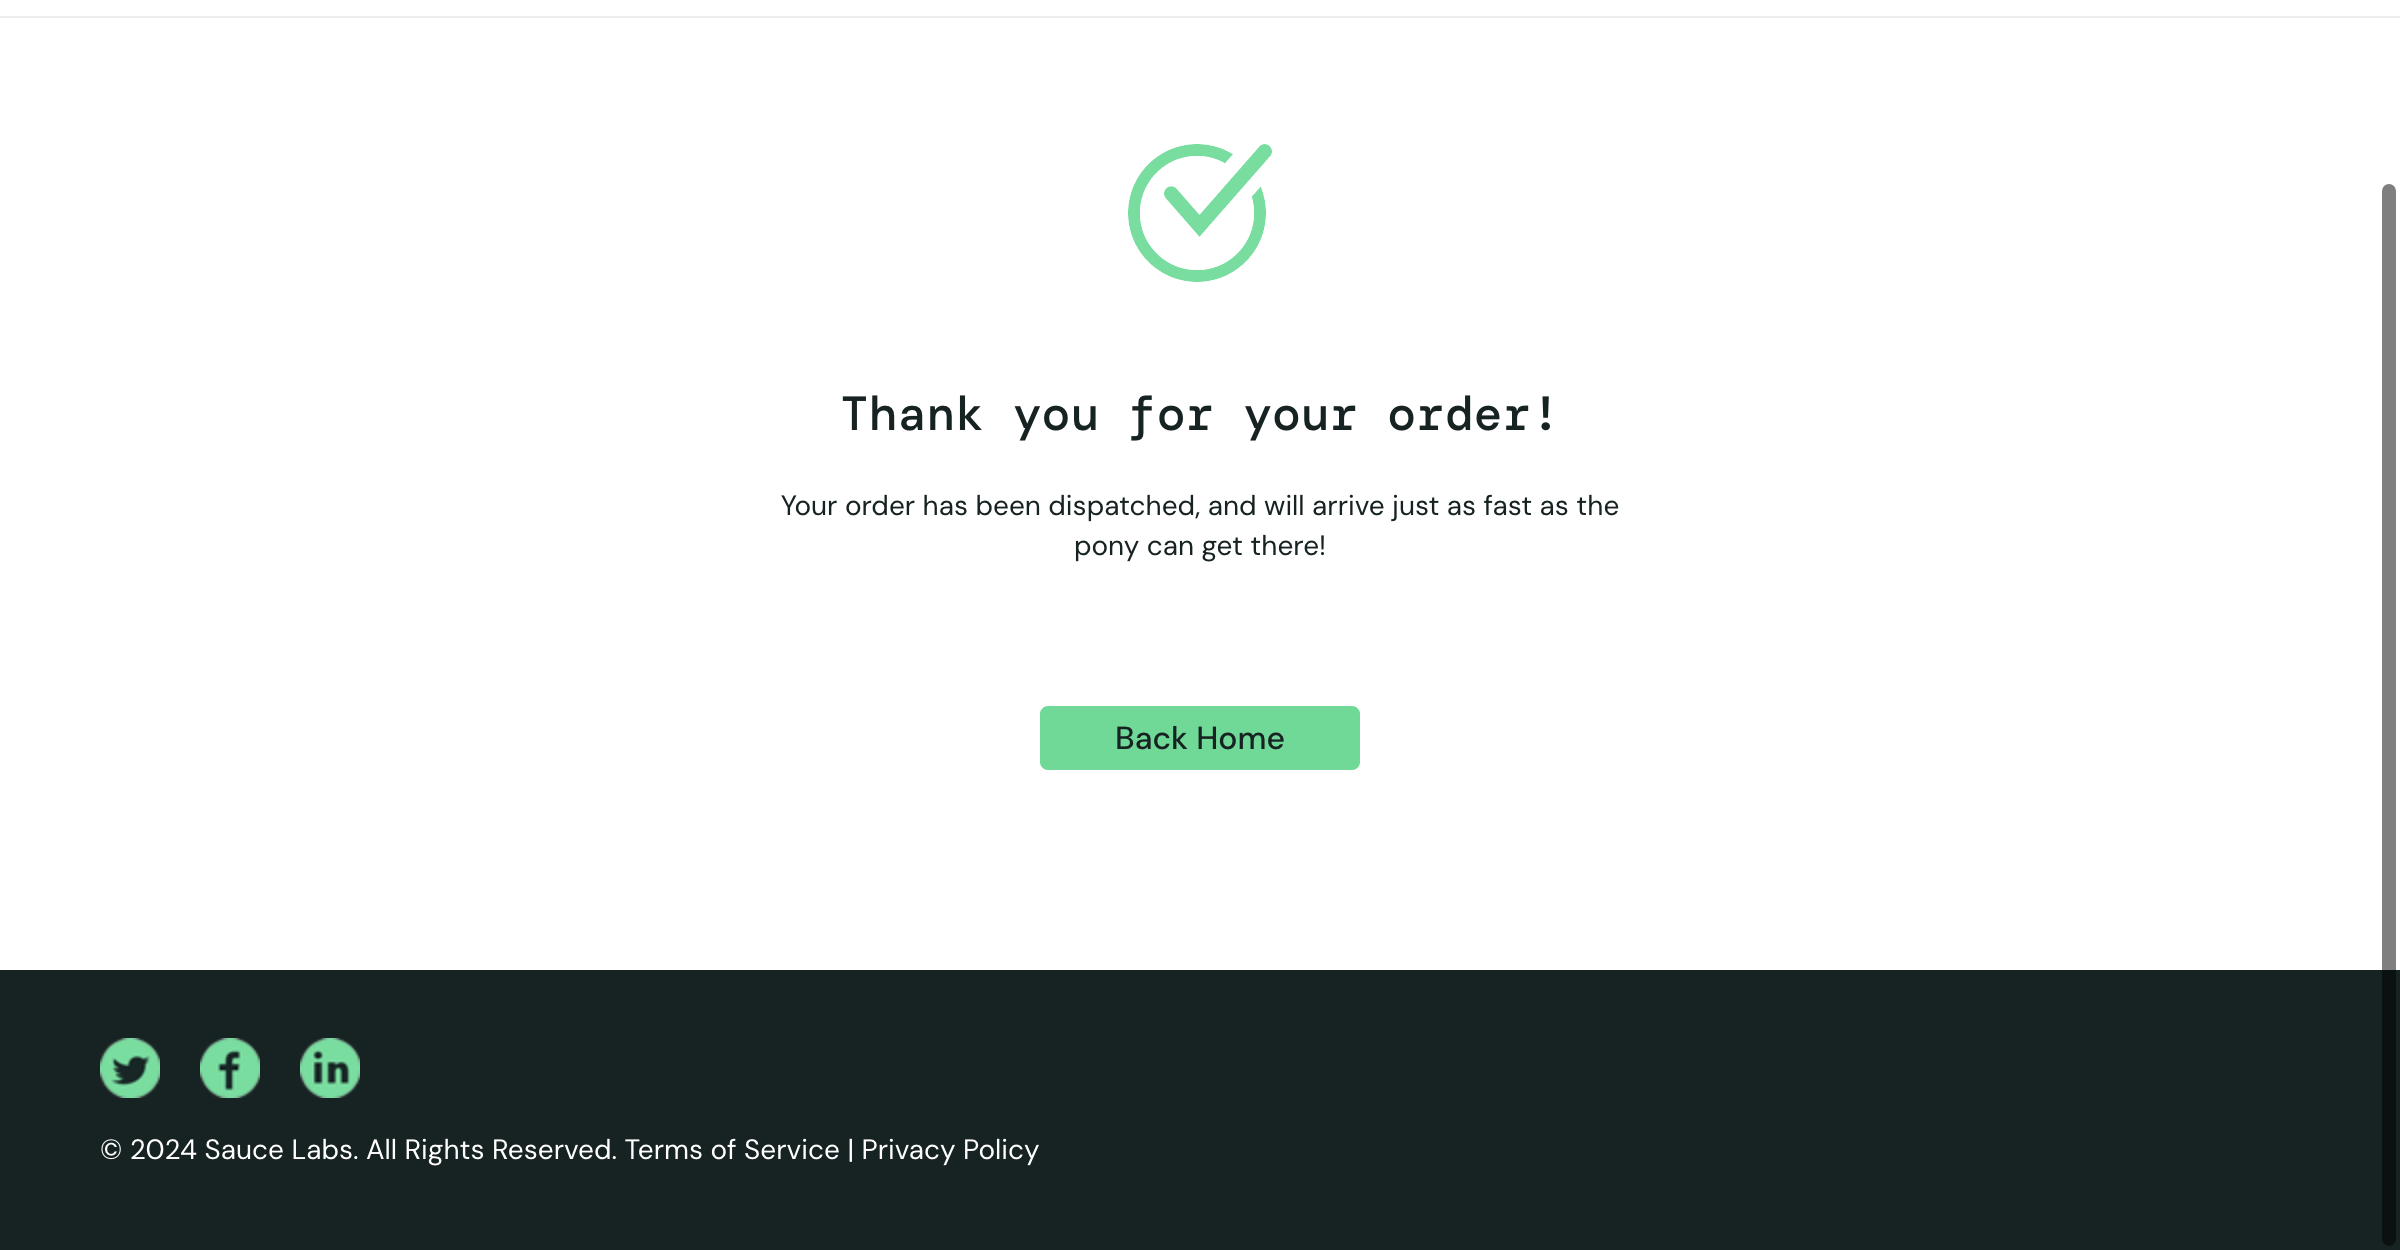 Thank you for your order!
Your order has been dispatched, and will arrive just as fast as the
pony can get there!
Back Home
© 2024 Sauce Labs. All Rights Reserved. Terms of Service | Privacy Policy